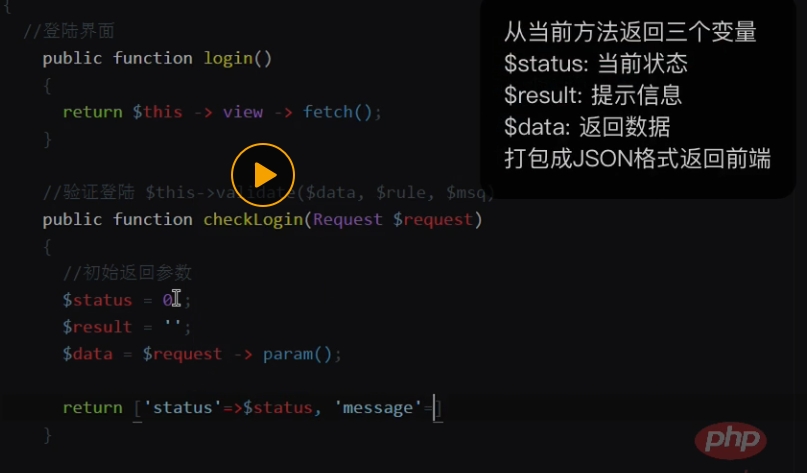 {
//登陆界面
public function login()
{
return $this -> view -> fetch();
}
//验证登陆 $this->validate($data, $rule, $msg)
public function checkLogin(Request $request)
{
//初始返回参数
$status = 0;
$result = '';
$data = $request -> param();
return ['status'=>$status, 'message'=]
}
从当前方法返回三个变量
$status: 当前状态
$result: 提示信息
$data: 返回数据
打包成JSON格式返回前端
php